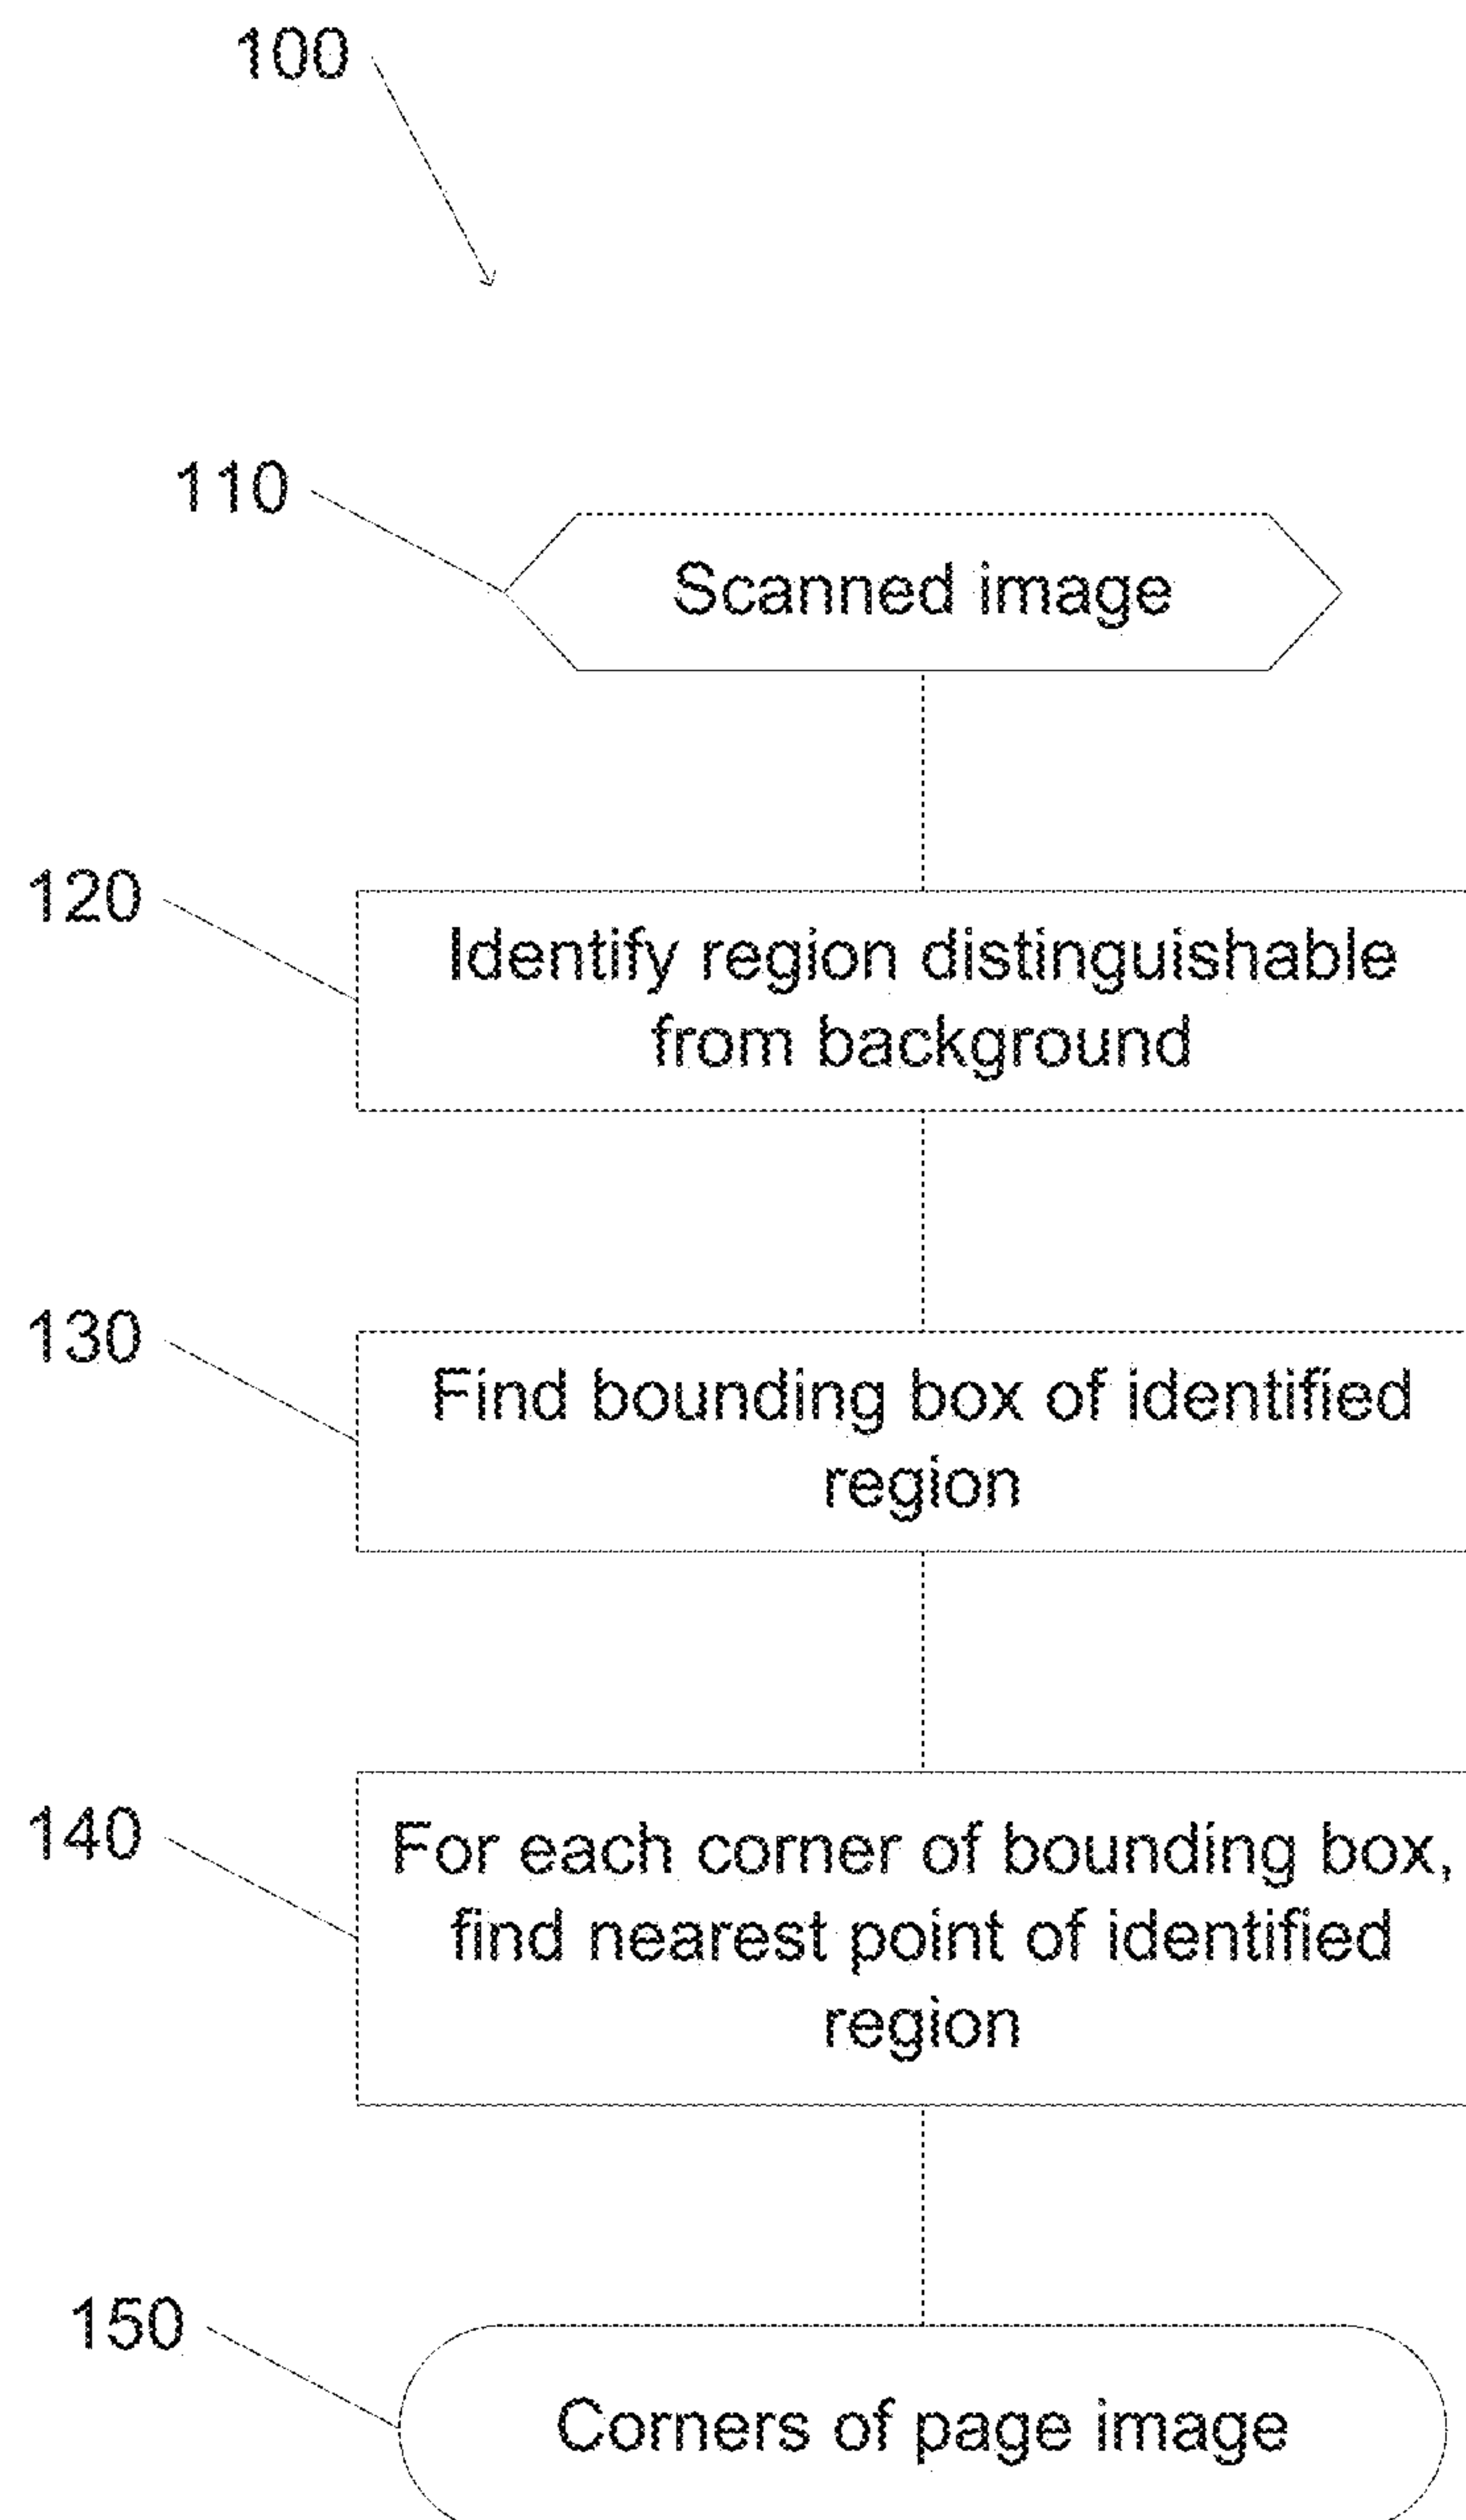 100
110
Scanned image
120
Identify region distinguishable
from background
130
Find bounding box of identified
region
140
For each corner of bounding box,
find nearest point of identified
region
150
Corners of page image